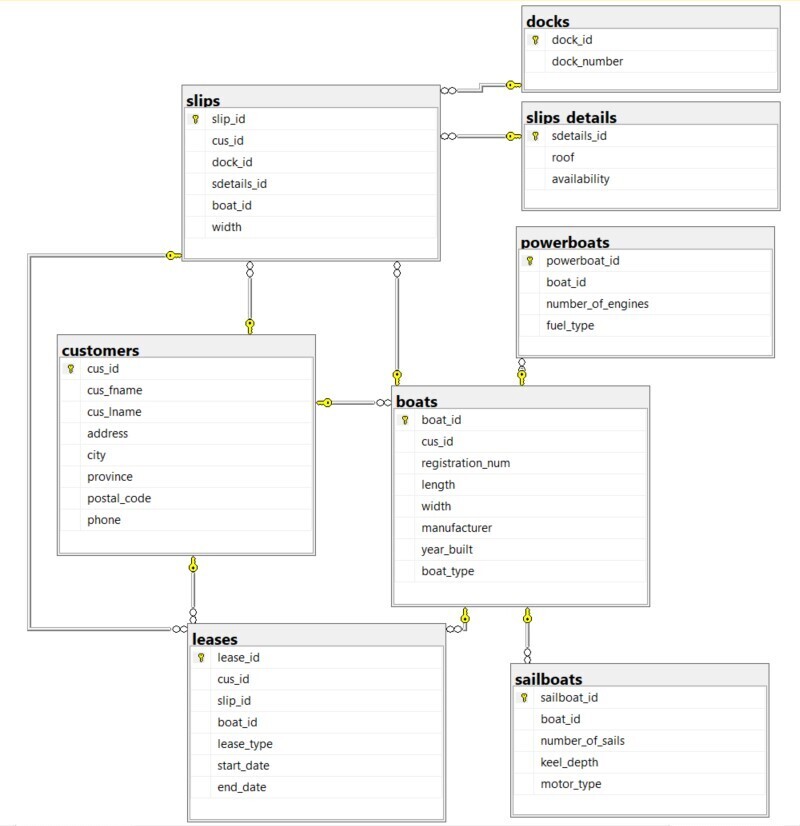 docks
dock_id
dock_number
slips
slip_id
cus_id
dock_id
sdetails_id
boat_id
width
slips_details
sdetails_id
roof
availability
powerboats
powerboat_id
boat_id
number_of_engines
fuel_type
customers
cus_id
cus_fname
cus_lname
address
city
province
postal_code
phone
boats
boat_id
cus_id
registration_num
length
width
manufacturer
year_built
boat_type
leases
lease_id
cus_id
slip_id
boat_id
lease_type
start_date
end_date
sailboats
sailboat_id
boat_id
number_of_sails
keel_depth
motor_type